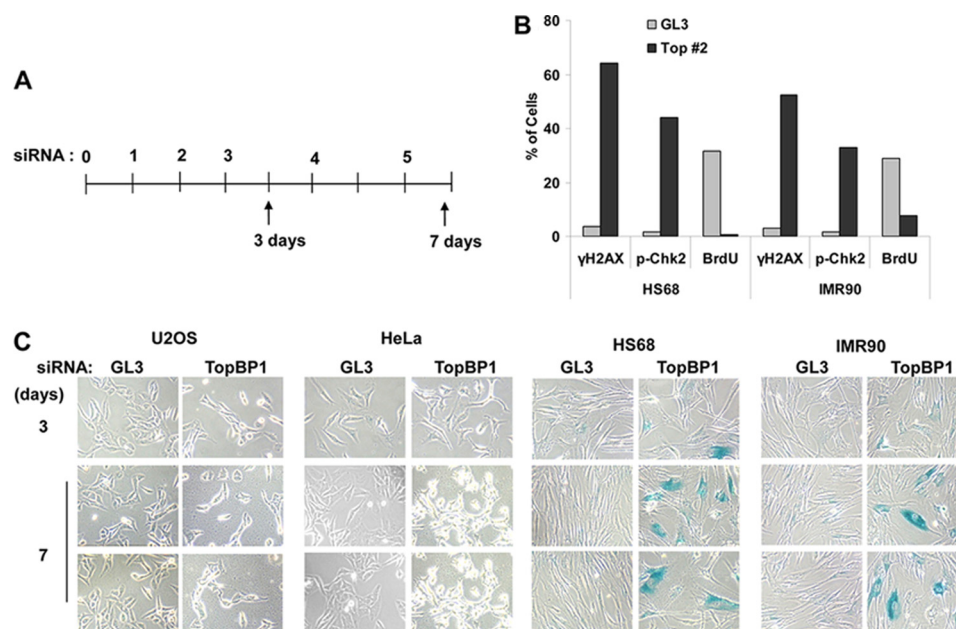 A
siRNA : 0 1 2 3 4 5
3 days
7 days
B
GL3
Top #2
% of Cells
80
60
40
20
0
γH2AX p-Chk2 BrdU γH2AX p-Chk2 BrdU
HS68 IMR90
C
U2OS HeLa HS68 IMR90
siRNA: GL3 TopBP1 GL3 TopBP1 GL3 TopBP1 GL3 TopBP1
(days)
3
7